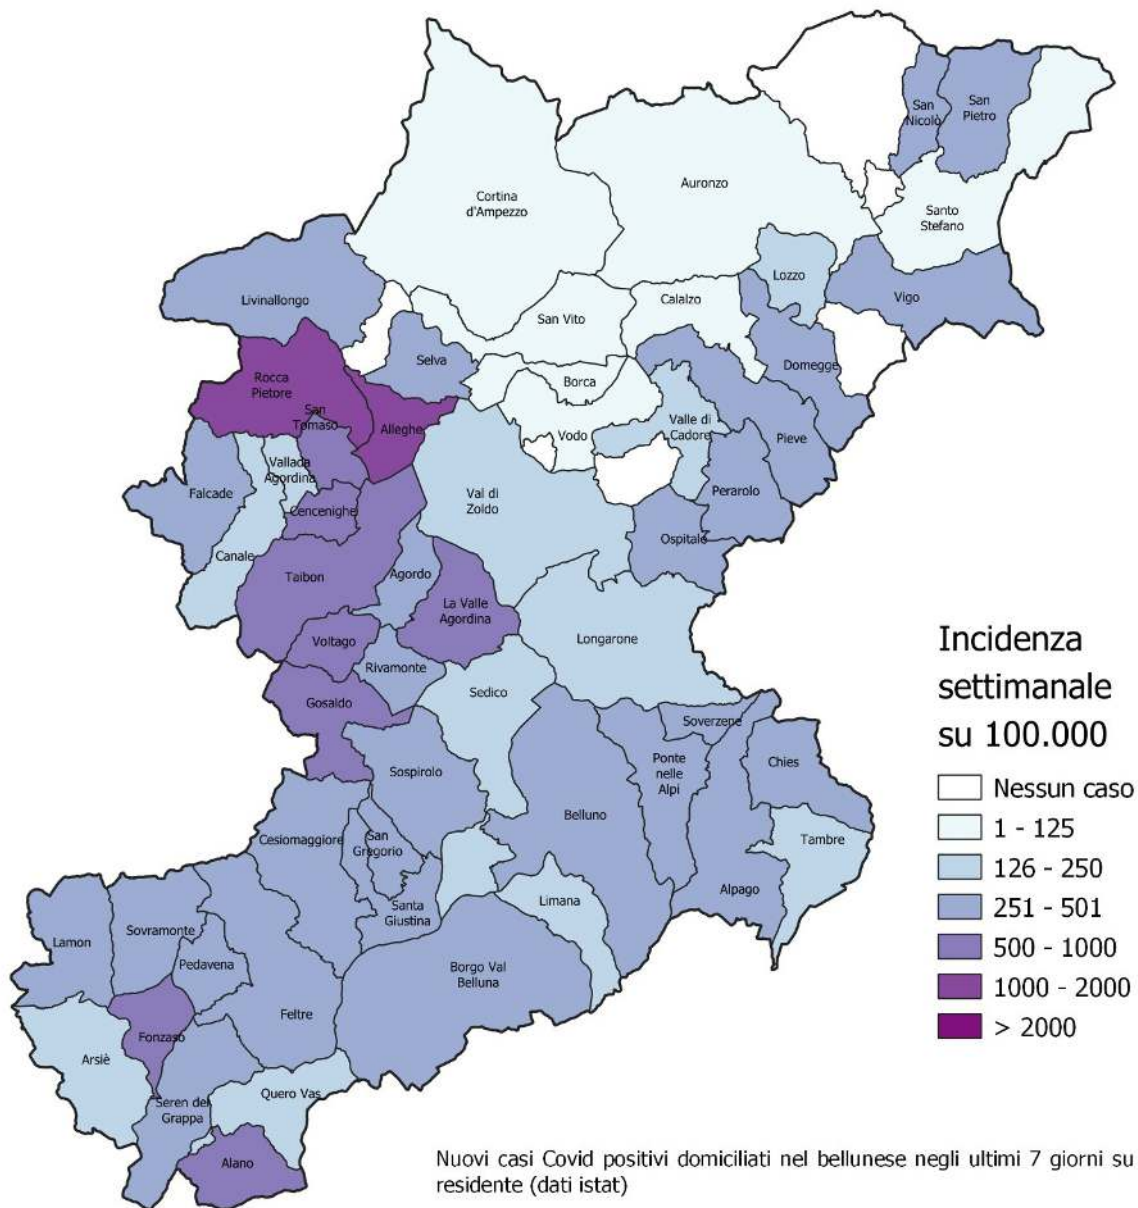 San
Nicolò
San
Pietro
Cortina
d'Ampezzo
Auronzo
Santo
Stefano
Lozzo
Livinallongo
Calalzo
Vigo
San Vito
Selva
Domegge
Rocca
Pietore
Borca
San
Tomaso
Alleghe
Valle di
Cadore
Vodo
Pieve
Vallada
Agordina
Falcade
Val di
Zoldo
Perarolo
Cencenighe
Ospitale
Canale
Taibon
Agordo
La Valle
Agordina
Longarone
Voltago
Rivamonte
Sedico
Gosaldo
Soverzene
Sospirolo
Ponte
nelle
Alpi
Chies
Belluno
Cesiomaggiore
San
Gregorio
Tambre
Alpago
Limana
Santa
Giustina
Lamon
Sovramonte
Pedavena
Borgo Val
Belluna
Feltre
Fonzaso
Arsiè
Quero Vas
Seren del
Grappa
Alano
Incidenza
settimanale
su 100.000
Nessun caso
1 - 125
126 - 250
251 - 501
500 - 1000
1000 - 2000
> 2000
Nuovi casi Covid positivi domiciliati nel bellunese negli ultimi 7 giorni su
residente (dati istat)